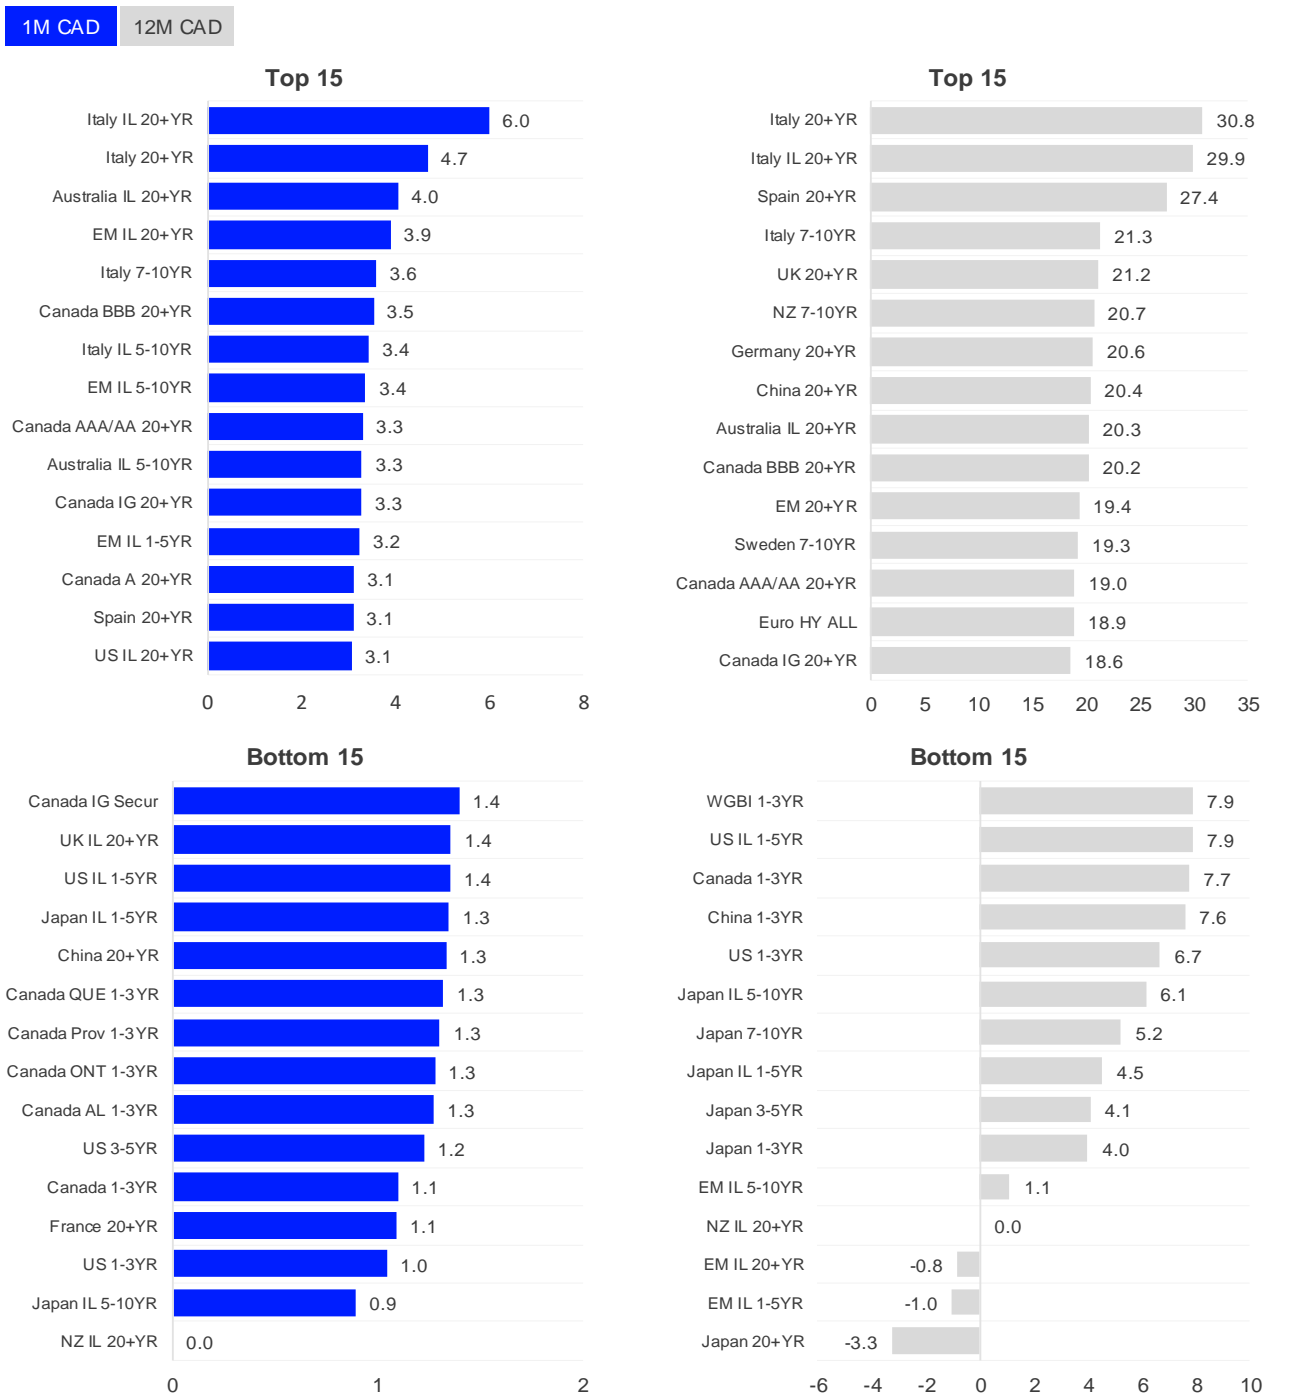 1M CAD 12M CAD
Top 15
Italy IL 20+YR 6.0
Italy 20+YR 4.7
Australia IL 20+YR 4.0
EM IL 20+YR 3.9
Italy 7-10YR 3.6
Canada BBB 20+YR 3.5
Italy IL 5-10YR 3.4
EM IL 5-10YR 3.4
Canada AAA/AA 20+YR 3.3
Australia IL 5-10YR 3.3
Canada IG 20+YR 3.3
EM IL 1-5YR 3.2
Canada A 20+YR 3.1
Spain 20+YR 3.1
US IL 20+YR 3.1
0 2 4 6 8
Top 15
Italy 20+YR 30.8
Italy IL 20+YR 29.9
Spain 20+YR 27.4
Italy 7-10YR 21.3
UK 20+YR 21.2
NZ 7-10YR 20.7
Germany 20+YR 20.6
China 20+YR 20.4
Australia IL 20+YR 20.3
Canada BBB 20+YR 20.2
EM 20+YR 19.4
Sweden 7-10YR 19.3
Canada AAA/AA 20+YR 19.0
Euro HY ALL 18.9
Canada IG 20+YR 18.6
0 5 10 15 20 25 30 35
Bottom 15
Canada IG Secur 1.4
UK IL 20+YR 1.4
US IL 1-5YR 1.4
Japan IL 1-5YR 1.3
China 20+YR 1.3
Canada QUE 1-3YR 1.3
Canada Prov 1-3YR 1.3
Canada ONT 1-3YR 1.3
Canada AL 1-3YR 1.3
US 3-5YR 1.2
Canada 1-3YR 1.1
France 20+YR 1.1
US 1-3YR 1.0
Japan IL 5-10YR 0.9
NZ IL 20+YR 0.0
0 1 2
Bottom 15
WGBI 1-3YR 7.9
US IL 1-5YR 7.9
Canada 1-3YR 7.7
China 1-3YR 7.6
US 1-3YR 6.7
Japan IL 5-10YR 6.1
Japan 7-10YR 5.2
Japan IL 1-5YR 4.5
Japan 3-5YR 4.1
Japan 1-3YR 4.0
EM IL 5-10YR 1.1
NZ IL 20+YR 0.0
EM IL 20+YR -0.8
EM IL 1-5YR -1.0
Japan 20+YR -3.3
-6 -4 -2 0 2 4 6 8 10